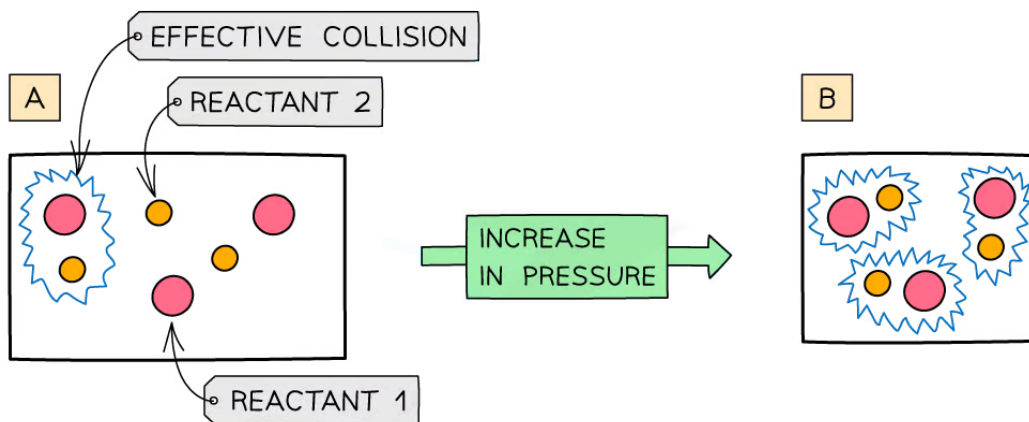 EFFECTIVE COLLISION
A
REACTANT 2
B
INCREASE
IN PRESSURE
REACTANT 1